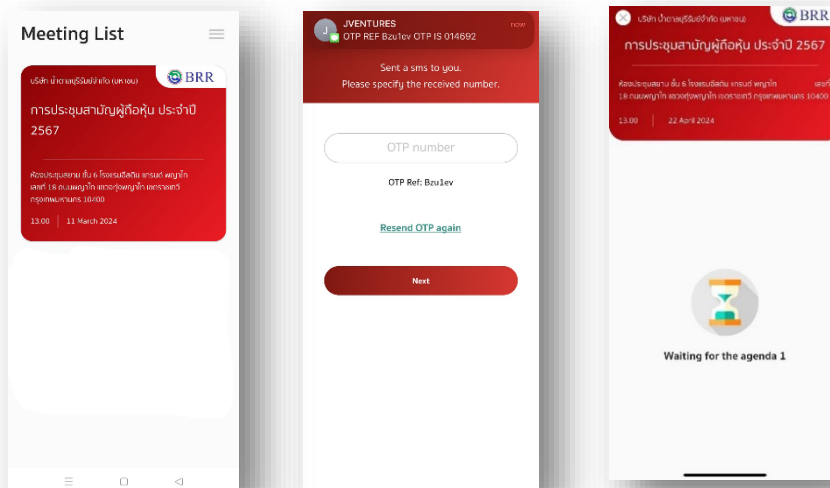 Meeting List
บริษัท น้ำตาลบุรีรัมย์จำกัด (มหาชน)
BRR
การประชุมสามัญผู้ถือหุ้น ประจำปี
2567
ห้องประชุมสยาม ชั้น 6 โรงแรมอีสติน แกรนด์ พญาไท
เลขที่ 18 ถนนพญาไท แขวงทุ่งพญาไท เขตราชเทวี
กรุงเทพมหานคร 10400
13.00 11 March 2024
J JVENTURES now
OTP REF Bzu1ev OTP IS 014692
Sent a sms to you.
Please specify the received number.
OTP number
OTP Ref: Bzu1ev
Resend OTP again
Next
บริษัท น้ำตาลบุรีรัมย์จำกัด (มหาชน)
BRR
การประชุมสามัญผู้ถือหุ้น ประจำปี 2567
ห้องประชุมสยาม ชั้น 6 โรงแรมอีสติน แกรนด์ พญาไท เลขที่
18 ถนนพญาไท แขวงทุ่งพญาไท เขตราชเทวี กรุงเทพมหานคร 10400
13.00 22 April 2024
Waiting for the agenda 1